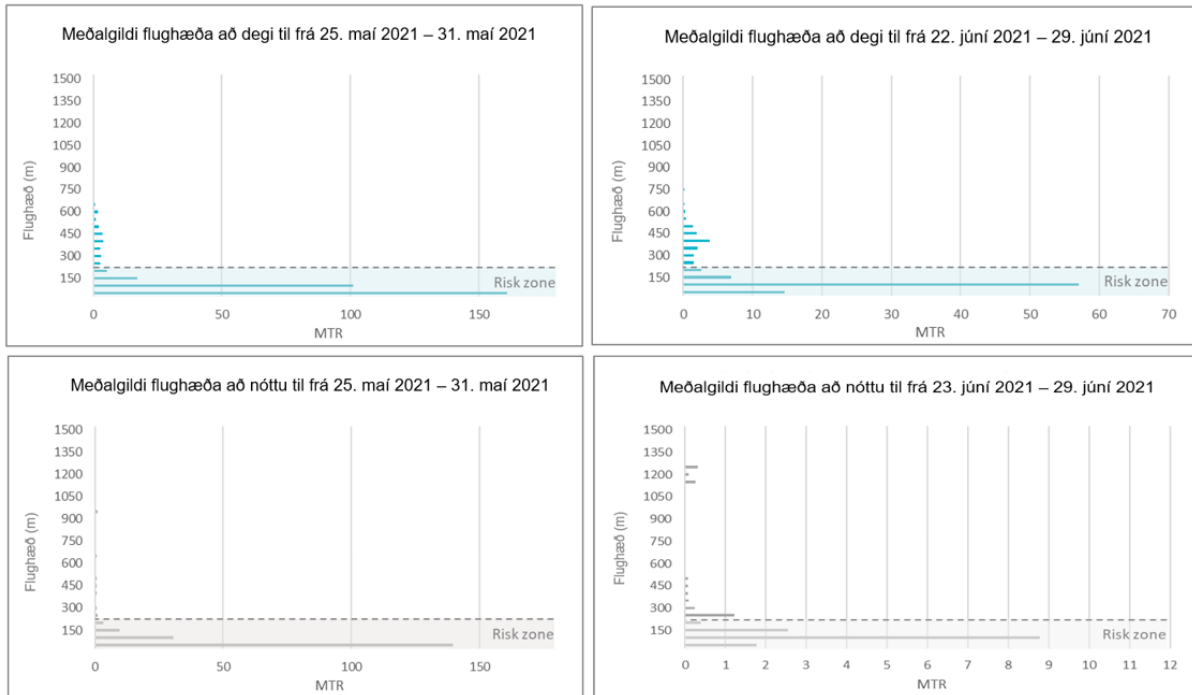 Meðalgildi flughæða að degi til frá 25. maí 2021 – 31. maí 2021
Flughæð (m)
1500
1350
1200
1050
900
750
600
450
300
150
Risk zone
0 50 100 150
MTR
Meðalgildi flughæða að degi til frá 22. júní 2021 – 29. júní 2021
Flughæð (m)
1500
1350
1200
1050
900
750
600
450
300
150
Risk zone
0 10 20 30 40 50 60 70
MTR
Meðalgildi flughæða að nóttu til frá 25. maí 2021 – 31. maí 2021
Flughæð (m)
1500
1350
1200
1050
900
750
600
450
300
150
Risk zone
0 50 100 150
MTR
Meðalgildi flughæða að nóttu til frá 23. júní 2021 – 29. júní 2021
Flughæð (m)
1500
1350
1200
1050
900
750
600
450
300
150
Risk zone
0 1 2 3 4 5 6 7 8 9 10 11 12
MTR